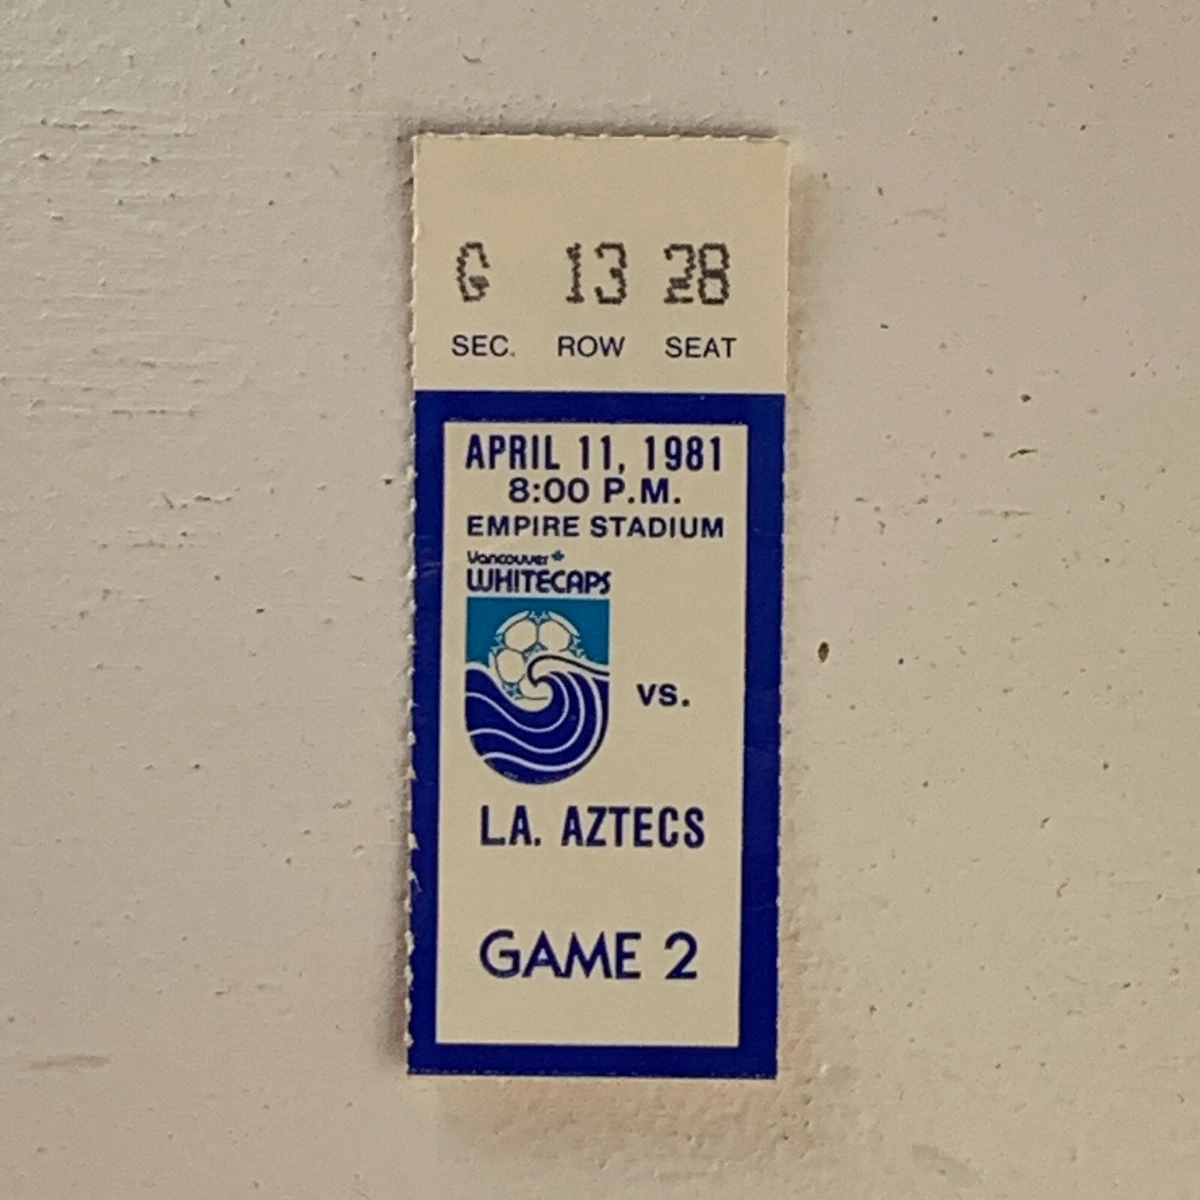 G 13 28
SEC. ROW SEAT
APRIL 11, 1981
8:00 P.M.
EMPIRE STADIUM
Vancouver
WHITECAPS
vs.
L.A. AZTECS
GAME 2